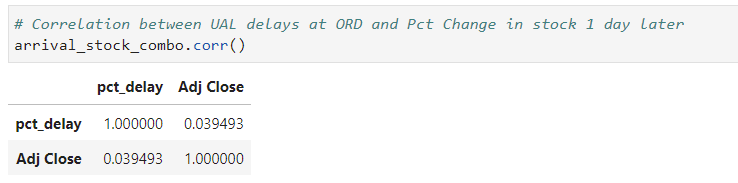 # Correlation between UAL delays at ORD and Pct Change in stock 1 day later
arrival_stock_combo.corr()
pct_delay Adj Close
pct_delay 1.000000 0.039493
Adj Close 0.039493 1.000000